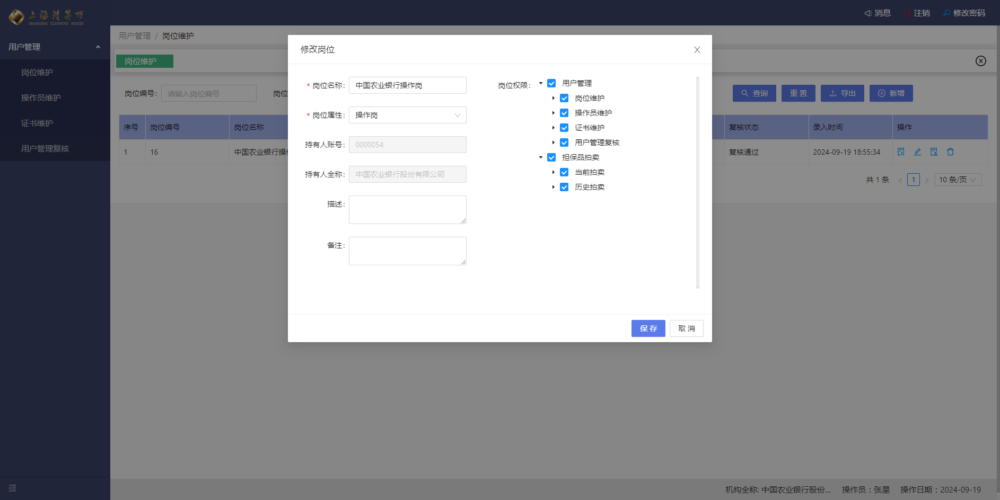 上海清算所
SHANGHAI CLEARING HOUSE
消息 注销 修改密码
用户管理
岗位维护
操作员维护
证书维护
用户管理复核
用户管理 / 岗位维护
岗位维护
岗位编号: 请输入岗位编号 岗位
查询 重置 导出 新增
序号 岗位编号 岗位名称 复核状态 录入时间 操作
1 16 中国农业银行操作 复核通过 2024-09-19 18:55:34
共 1 条 < 1 > 10 条/页
修改岗位
* 岗位名称: 中国农业银行操作岗
* 岗位属性: 操作岗
持有人账号: 0000054
持有人全称: 中国农业银行股份有限公司
描述:
备注:
岗位权限: 用户管理
岗位维护
操作员维护
证书维护
用户管理复核
担保品拍卖
当前拍卖
历史拍卖
保存 取消
机构全称: 中国农业银行股份... 操作员：张星 操作日期：2024-09-19